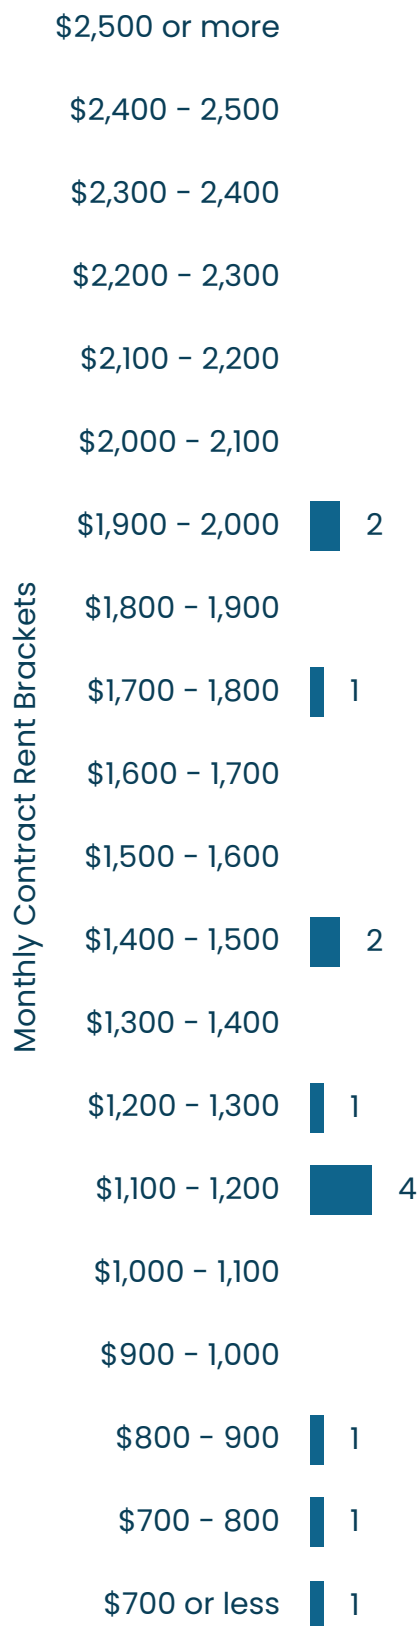 $2,500 or more
$2,400 - 2,500
$2,300 - 2,400
$2,200 - 2,300
$2,100 - 2,200
$2,000 - 2,100
$1,900 - 2,000 2
$1,800 - 1,900
$1,700 - 1,800 1
$1,600 - 1,700
$1,500 - 1,600
$1,400 - 1,500 2
$1,300 - 1,400
$1,200 - 1,300 1
$1,100 - 1,200 4
$1,000 - 1,100
$900 - 1,000
$800 - 900 1
$700 - 800 1
$700 or less 1
Monthly Contract Rent Brackets